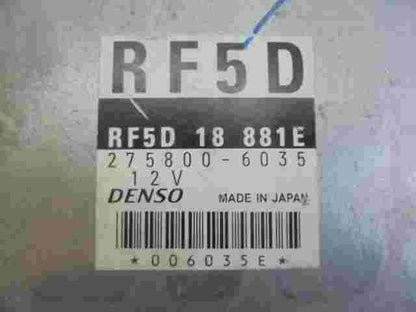 RF5D
RF5D 18 881E
275800-6035
12V
DENSO MADE IN JAPAN
*006035E*